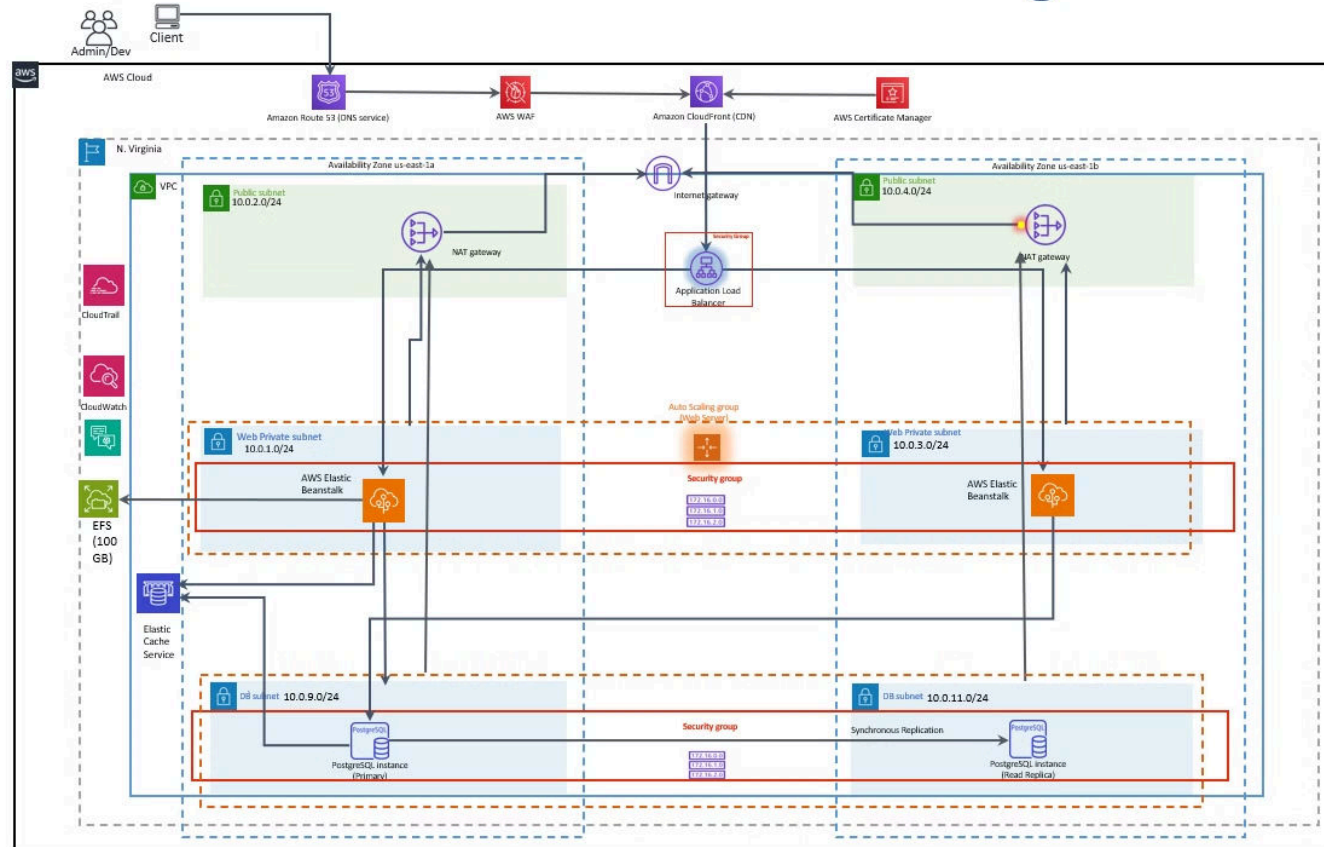 Admin/Dev
Client
aws
AWS Cloud
53
Amazon Route 53 (DNS service)
AWS WAF
Amazon CloudFront (CDN)
AWS Certificate Manager
N. Virginia
Availability Zone us-east-1a
Availability Zone us-east-1b
VPC
Public subnet
10.0.2.0/24
Internet gateway
Public subnet
10.0.4.0/24
NAT gateway
Security Group
NAT gateway
Application Load
Balancer
CloudTrail
CloudWatch
Auto Scaling group
(Web Server)
Web Private subnet
10.0.1.0/24
Web Private subnet
10.0.3.0/24
AWS Elastic
Beanstalk
Security group
AWS Elastic
Beanstalk
172.16.0.0
172.16.1.0
172.16.2.0
EFS
(100
GB)
Elastic
Cache
Service
DB subnet 10.0.9.0/24
DB subnet 10.0.11.0/24
Security group
Synchronous Replication
PostgreSQL
PostgreSQL
PostgreSQL instance
(Primary)
172.16.0.0
172.16.1.0
172.16.2.0
PostgreSQL instance
(Read Replica)